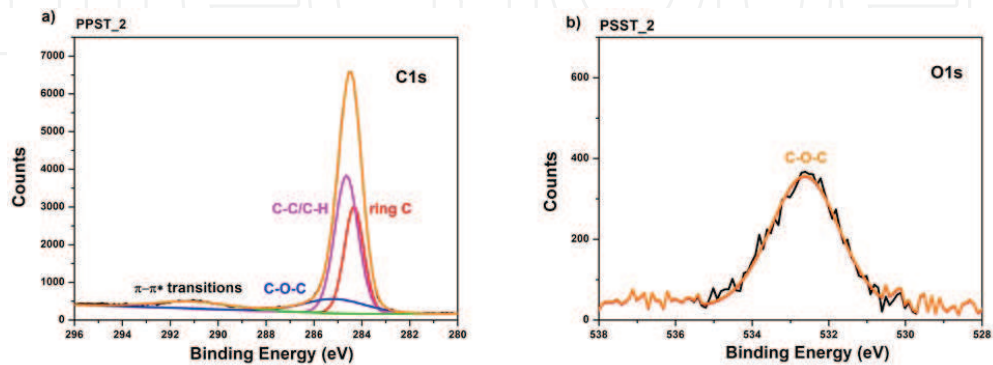 a)
PPST_2
C1s
C-C/C-H
ring C
π–π* transitions
C-O-C
Counts
7000
6000
5000
4000
3000
2000
1000
0
296 294 292 290 288 286 284 282 280
Binding Energy (eV)
b)
PSST_2
O1s
C-O-C
Counts
600
400
200
0
538 536 534 532 530 528
Binding Energy (eV)